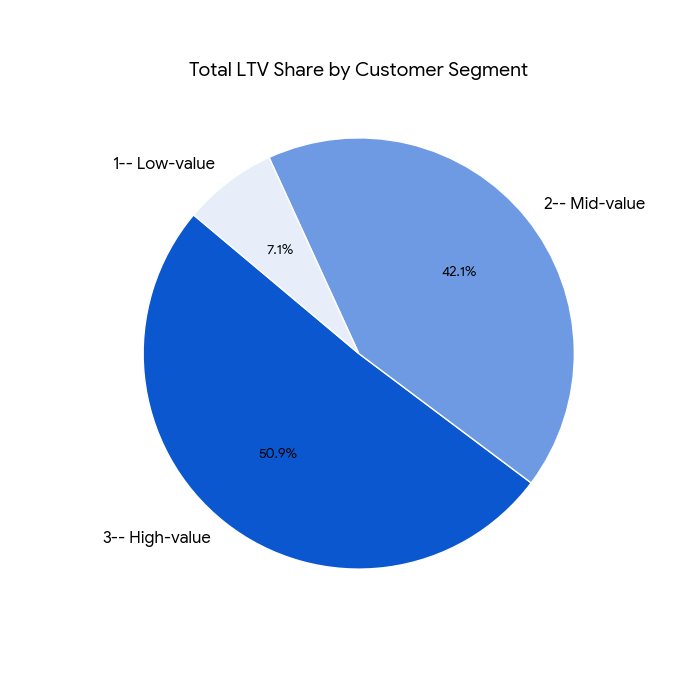 Total LTV Share by Customer Segment
1-- Low-value
2-- Mid-value
7.1%
42.1%
50.9%
3-- High-value